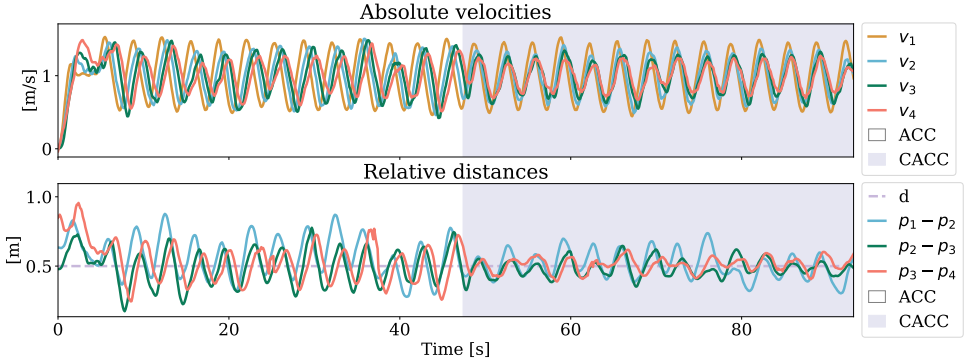 Absolute velocities
[m/s]
1
0
v1
v2
v3
v4
ACC
CACC
Relative distances
[m]
1.0
0.5
0
20
40
60
80
Time [s]
d
p1 − p2
p2 − p3
p3 − p4
ACC
CACC